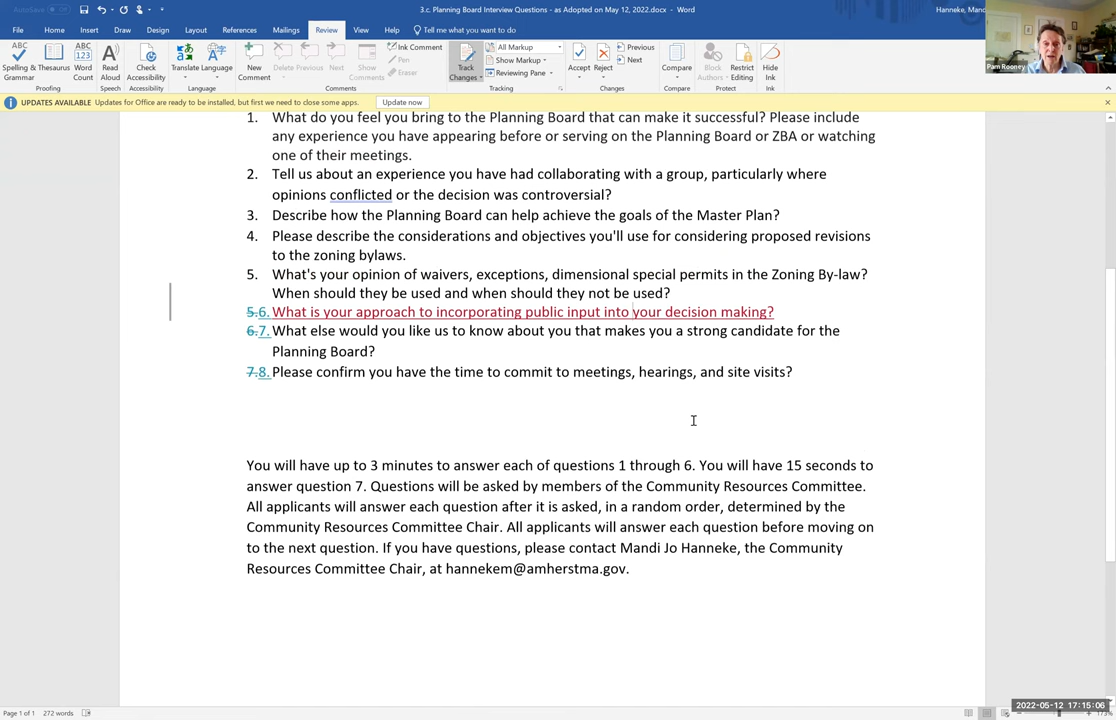 AutoSave Off
3.c. Planning Board Interview Questions - as Adopted on May 12, 2022.docx - Word
Hanneke, Mand
File Home Insert Draw Design Layout References Mailings Review View Help Tell me what you want to do
Spelling & Grammar
Thesaurus
Word Count
Read Aloud
Check Accessibility
Translate
Language
New Comment
Delete
Previous
Next
Show Comments
Ink Comment
Pen
Eraser
Track Changes
All Markup
Show Markup
Reviewing Pane
Accept
Reject
Previous
Next
Compare
Block Authors
Restrict Editing
Hide Ink
Proofing Speech Accessibility Language Comments Tracking Changes Compare Protect Ink
Pam Rooney
UPDATES AVAILABLE Updates for Office are ready to be installed, but first we need to close some apps. Update now
1. What do you feel you bring to the Planning Board that can make it successful? Please include
any experience you have appearing before or serving on the Planning Board or ZBA or watching
one of their meetings.
2. Tell us about an experience you have had collaborating with a group, particularly where
opinions conflicted or the decision was controversial?
3. Describe how the Planning Board can help achieve the goals of the Master Plan?
4. Please describe the considerations and objectives you'll use for considering proposed revisions
to the zoning bylaws.
5. What's your opinion of waivers, exceptions, dimensional special permits in the Zoning By-law?
When should they be used and when should they not be used?
5.6. What is your approach to incorporating public input into your decision making?
6.7. What else would you like us to know about you that makes you a strong candidate for the
Planning Board?
7.8. Please confirm you have the time to commit to meetings, hearings, and site visits?
You will have up to 3 minutes to answer each of questions 1 through 6. You will have 15 seconds to
answer question 7. Questions will be asked by members of the Community Resources Committee.
All applicants will answer each question after it is asked, in a random order, determined by the
Community Resources Committee Chair. All applicants will answer each question before moving on
to the next question. If you have questions, please contact Mandi Jo Hanneke, the Community
Resources Committee Chair, at hannekem@amherstma.gov.
Page 1 of 1 272 words
2022-05-12 17:15:06